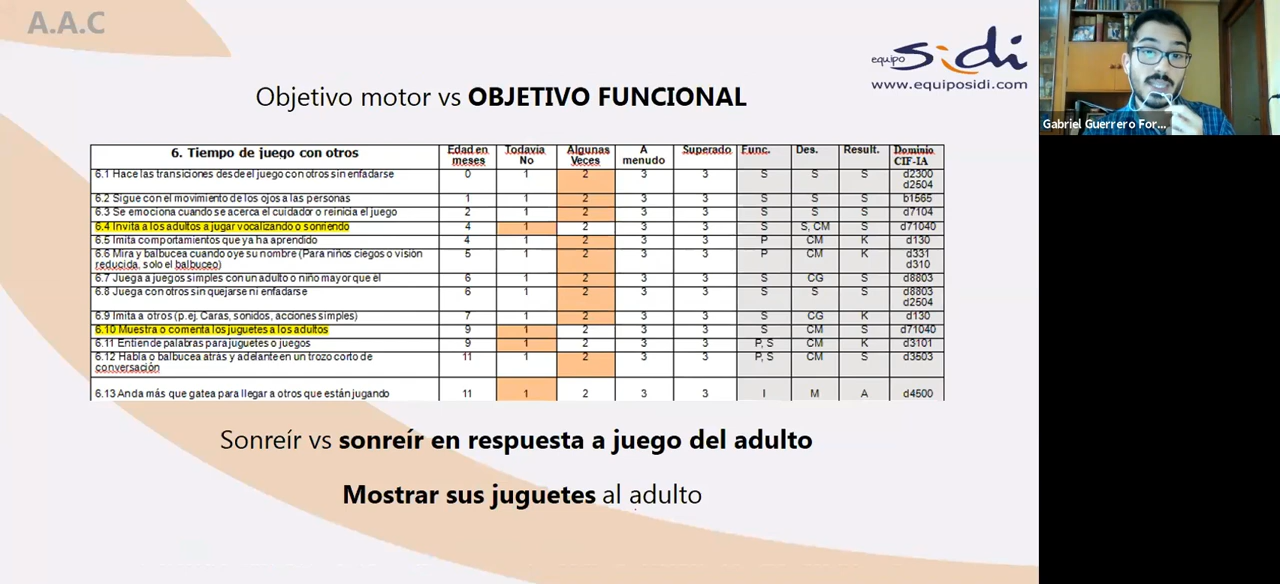 A.A.C
equipo
sidi
www.equiposidi.com
Objetivo motor vs OBJETIVO FUNCIONAL
Gabriel Guerrero For...
6. Tiempo de juego con otros Edad en meses Todavía No Algunas Veces A menudo Superado Func. Des. Result. Dominio CIF-IA
6.1 Hace las transiciones desde el juego con otros sin enfadarse 0 1 2 3 3 S S S d2300
d2504
6.2 Sigue con el movimiento de los ojos a las personas 1 1 2 3 3 S S S b1565
6.3 Se emociona cuando se acerca el cuidador o reinicia el juego 2 1 2 3 3 S S S d7104
6.4 Invita a los adultos a jugar vocalizando o sonriendo 4 1 2 3 3 S S, CM S d71040
6.5 Imita comportamientos que ya ha aprendido 4 1 2 3 3 P CM K d130
6.6 Mira y balbucea cuando oye su nombre (Para niños ciegos o visión 5 1 2 3 3 P CM K d331
reducida, solo el balbuceo) d310
6.7 Juega a juegos simples con un adulto o niño mayor que él 6 1 2 3 3 S CG S d8803
6.8 Juega con otros sin quejarse ni enfadarse 6 1 2 3 3 S S S d8803
d2504
6.9 Imita a otros (p.ej. Caras, sonidos, acciones simples) 7 1 2 3 3 S CG K d130
6.10 Muestra o comenta los juguetes a los adultos 9 1 2 3 3 S CM S d71040
6.11 Entiende palabras para juguetes o juegos 9 1 2 3 3 P, S CM K d3101
6.12 Habla o balbucea atrás y adelante en un trozo corto de 11 1 2 3 3 P, S CM S d3503
conversación
6.13 Anda más que gatea para llegar a otros que están jugando 11 1 2 3 3 I M A d4500
Sonreír vs sonreír en respuesta a juego del adulto
Mostrar sus juguetes al adulto